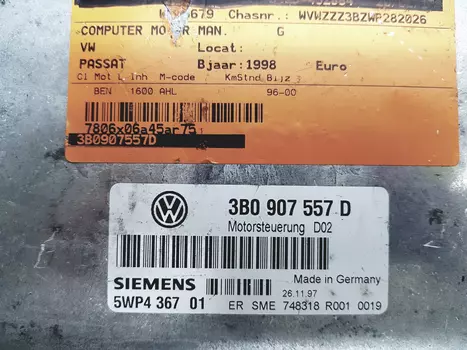 679 Chasnr.: WVWZZZ3BZWP282026
COMPUTER MOTOR MAN. G
VW Locat:
PASSAT Bjaar:1998 Euro
Cl Mot L Inh M-code KmStnd Bijz
BEN 1600 AHL 96-00
7806x06a45ar75
3B0907557D
3B0 907 557 D
Motorsteuerung D02
SIEMENS Made in Germany
5WP4 367 01 26.11.97
ER SME 748318 R001 0019